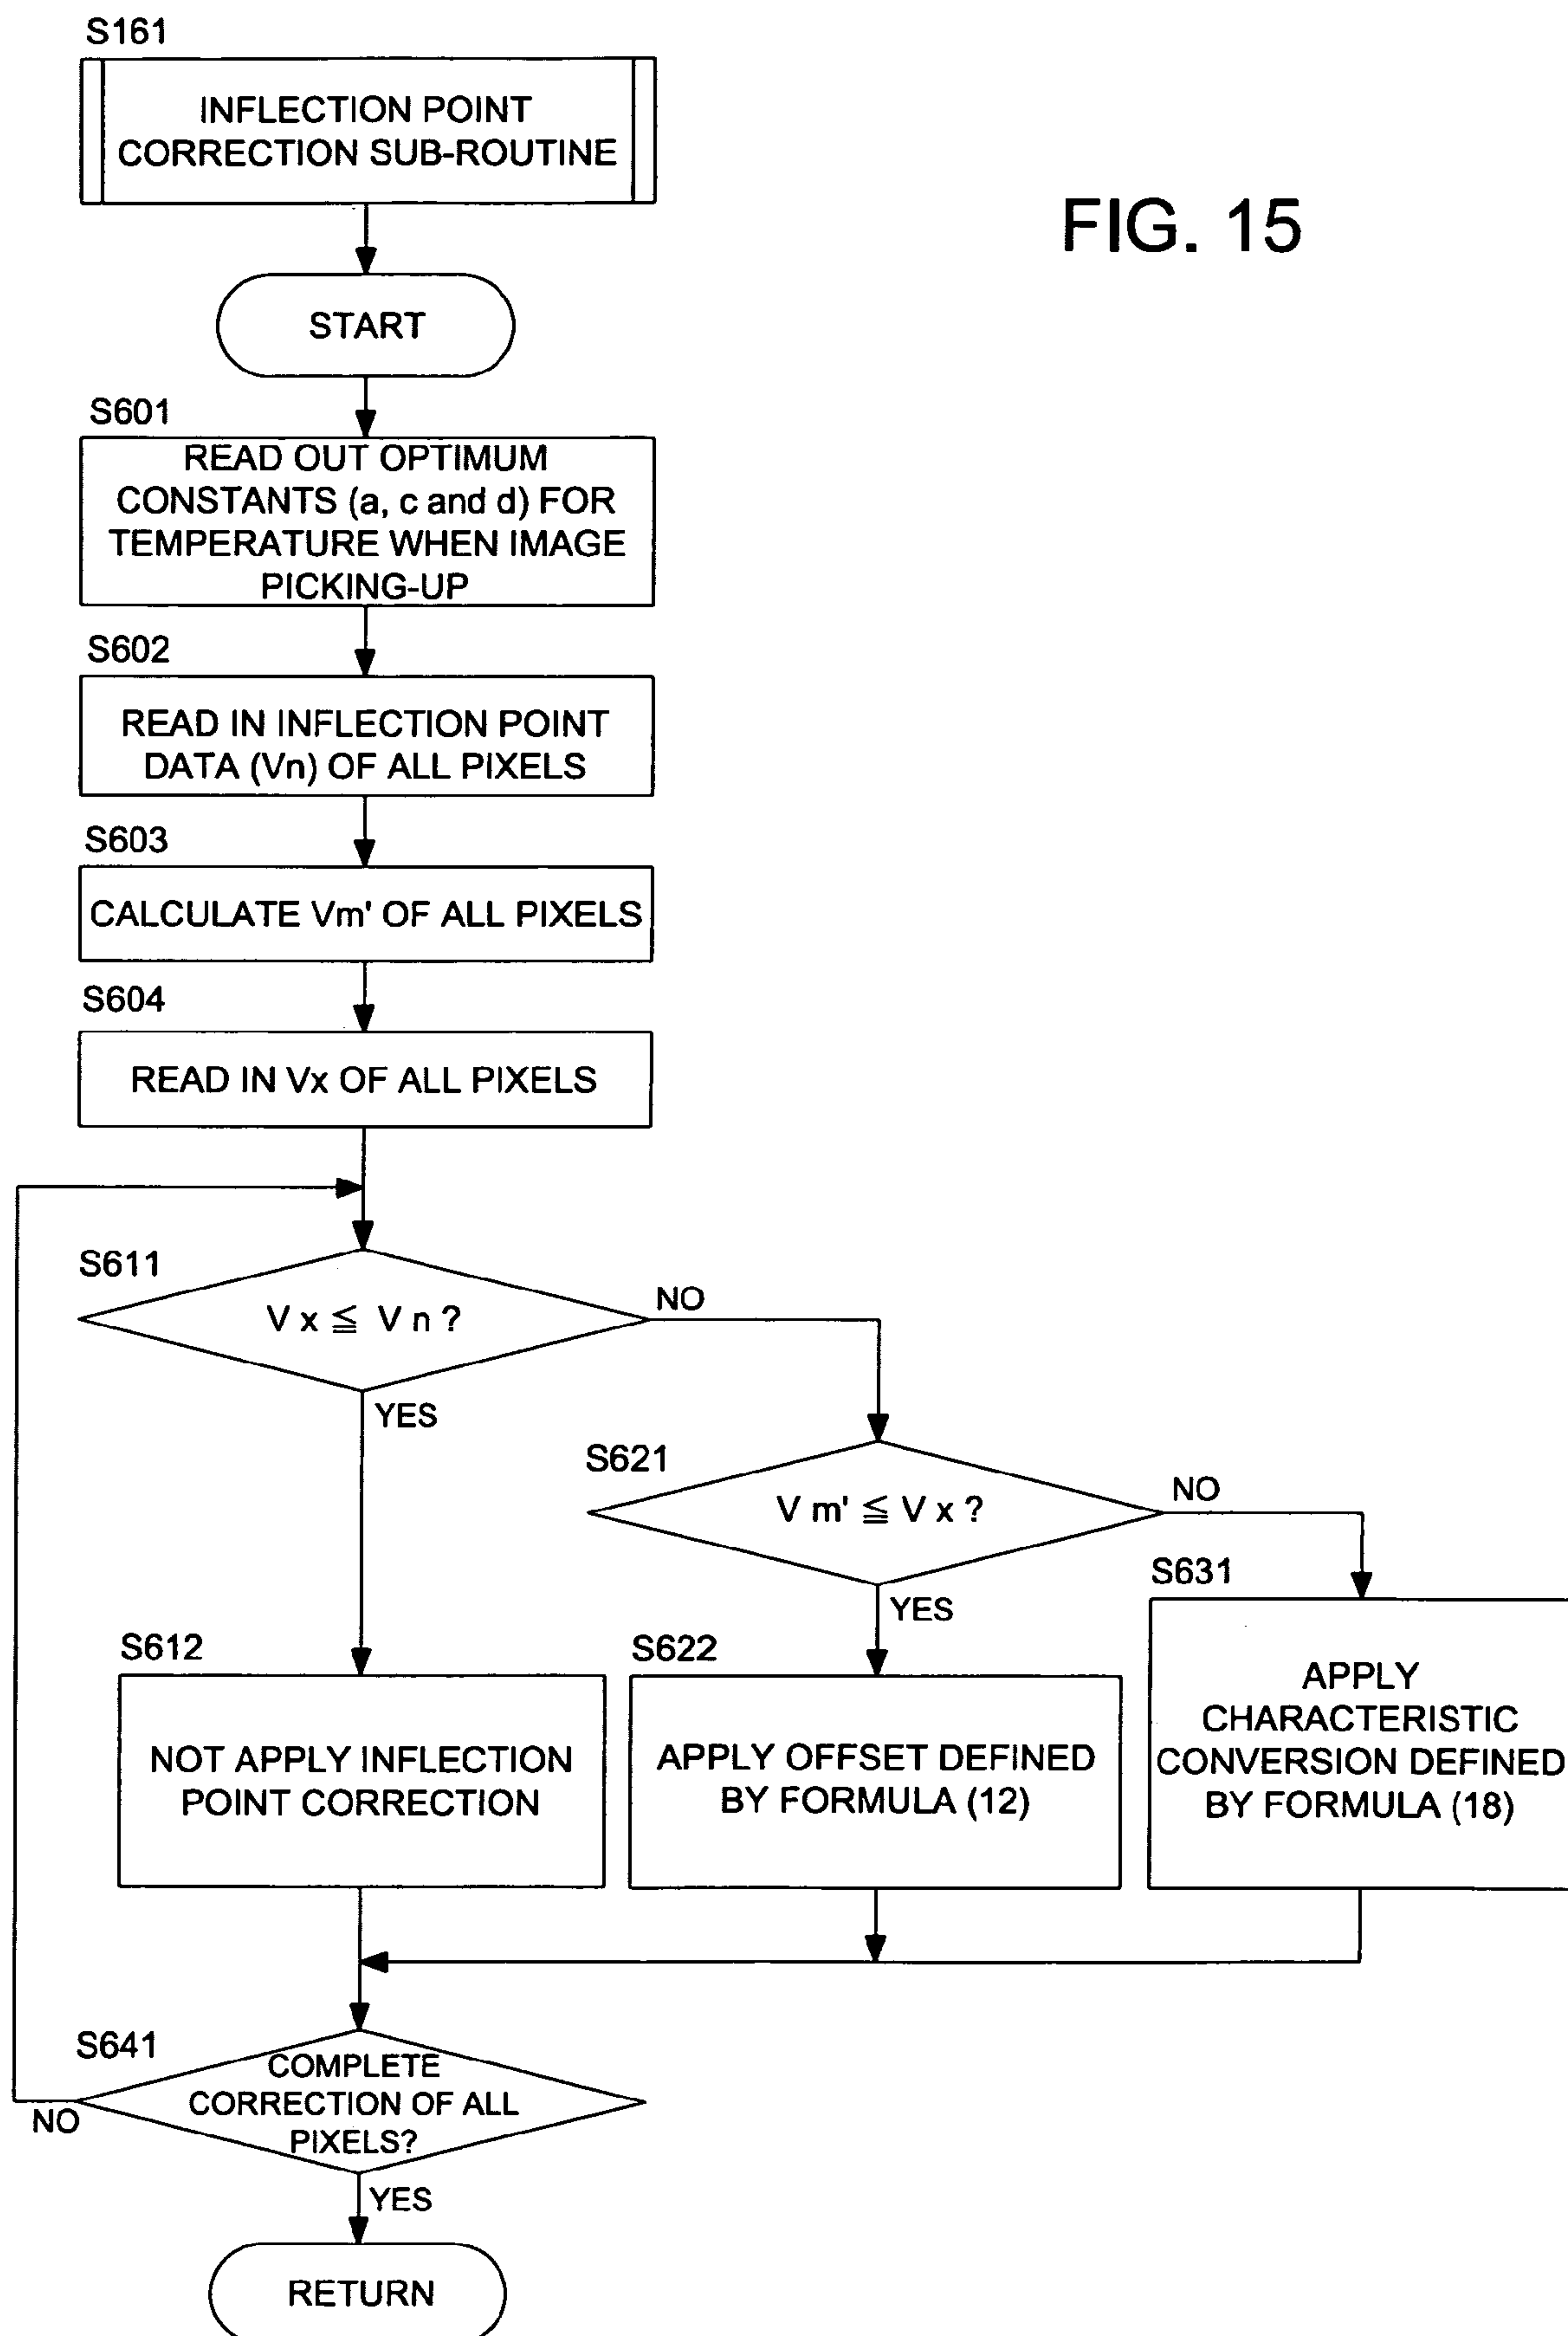 S161
INFLECTION POINT
CORRECTION SUB-ROUTINE
FIG. 15
START
S601
READ OUT OPTIMUM
CONSTANTS (a, c and d) FOR
TEMPERATURE WHEN IMAGE
PICKING-UP
S602
READ IN INFLECTION POINT
DATA (Vn) OF ALL PIXELS
S603
CALCULATE Vm' OF ALL PIXELS
S604
READ IN Vx OF ALL PIXELS
S611
V x ≦ V n ?
NO
YES
S621
V m' ≦ V x ?
NO
YES
S612
NOT APPLY INFLECTION
POINT CORRECTION
S622
APPLY OFFSET DEFINED
BY FORMULA (12)
S631
APPLY
CHARACTERISTIC
CONVERSION DEFINED
BY FORMULA (18)
S641
COMPLETE
CORRECTION OF ALL
PIXELS?
NO
YES
RETURN